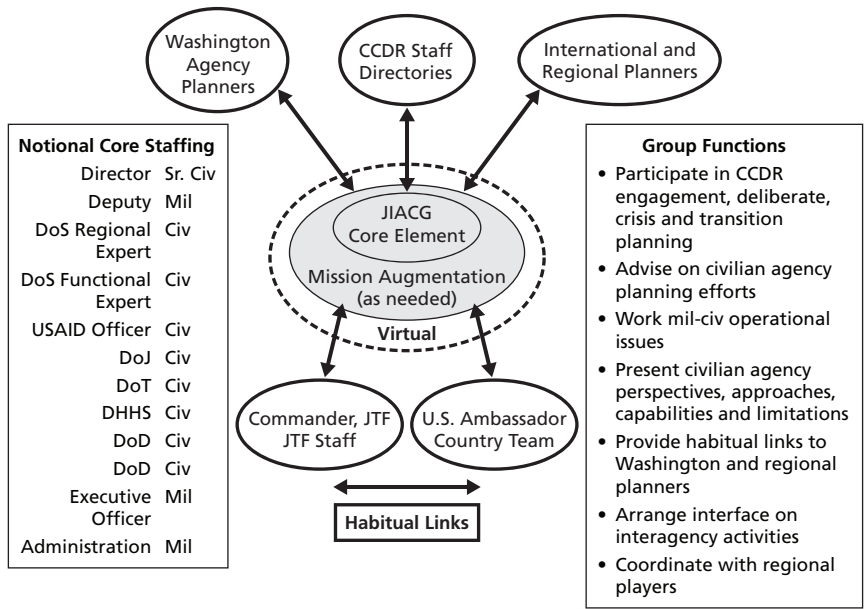 Washington
Agency
Planners
CCDR Staff
Directories
International and
Regional Planners
Notional Core Staffing
Director Sr. Civ
Deputy Mil
DoS Regional Civ
Expert
DoS Functional Civ
Expert
USAID Officer Civ
DoJ Civ
DoT Civ
DHHS Civ
DoD Civ
DoD Civ
Executive Mil
Officer
Administration Mil
JIACG
Core Element
Mission Augmentation
(as needed)
Virtual
Commander, JTF
JTF Staff
U.S. Ambassador
Country Team
Habitual Links
Group Functions
• Participate in CCDR
engagement, deliberate,
crisis and transition
planning
• Advise on civilian agency
planning efforts
• Work mil-civ operational
issues
• Present civilian agency
perspectives, approaches,
capabilities and limitations
• Provide habitual links to
Washington and regional
planners
• Arrange interface on
interagency activities
• Coordinate with regional
players